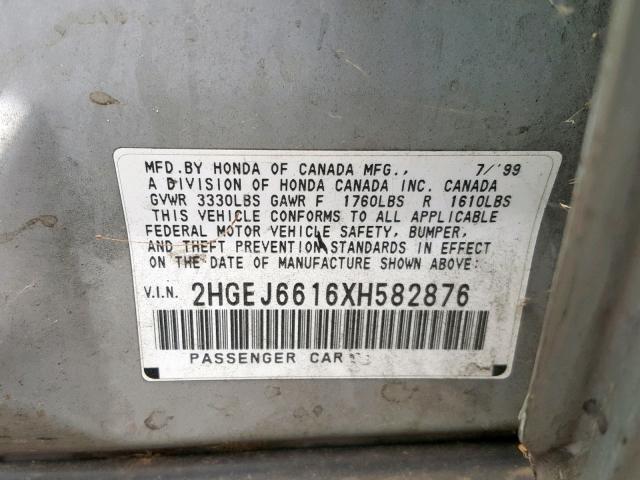 MFD.BY HONDA OF CANADA MFG., 7/'99
A DIVISION OF HONDA CANADA INC. CANADA
GVWR 3330LBS GAWR F 1760LBS R 1610LBS
THIS VEHICLE CONFORMS TO ALL APPLICABLE
FEDERAL MOTOR VEHICLE SAFETY, BUMPER,
AND THEFT PREVENTION STANDARDS IN EFFECT
ON THE DATE OF MANUFACTURE SHOWN ABOVE:
V.I.N. 2HGEJ6616XH582876
PASSENGER CAR